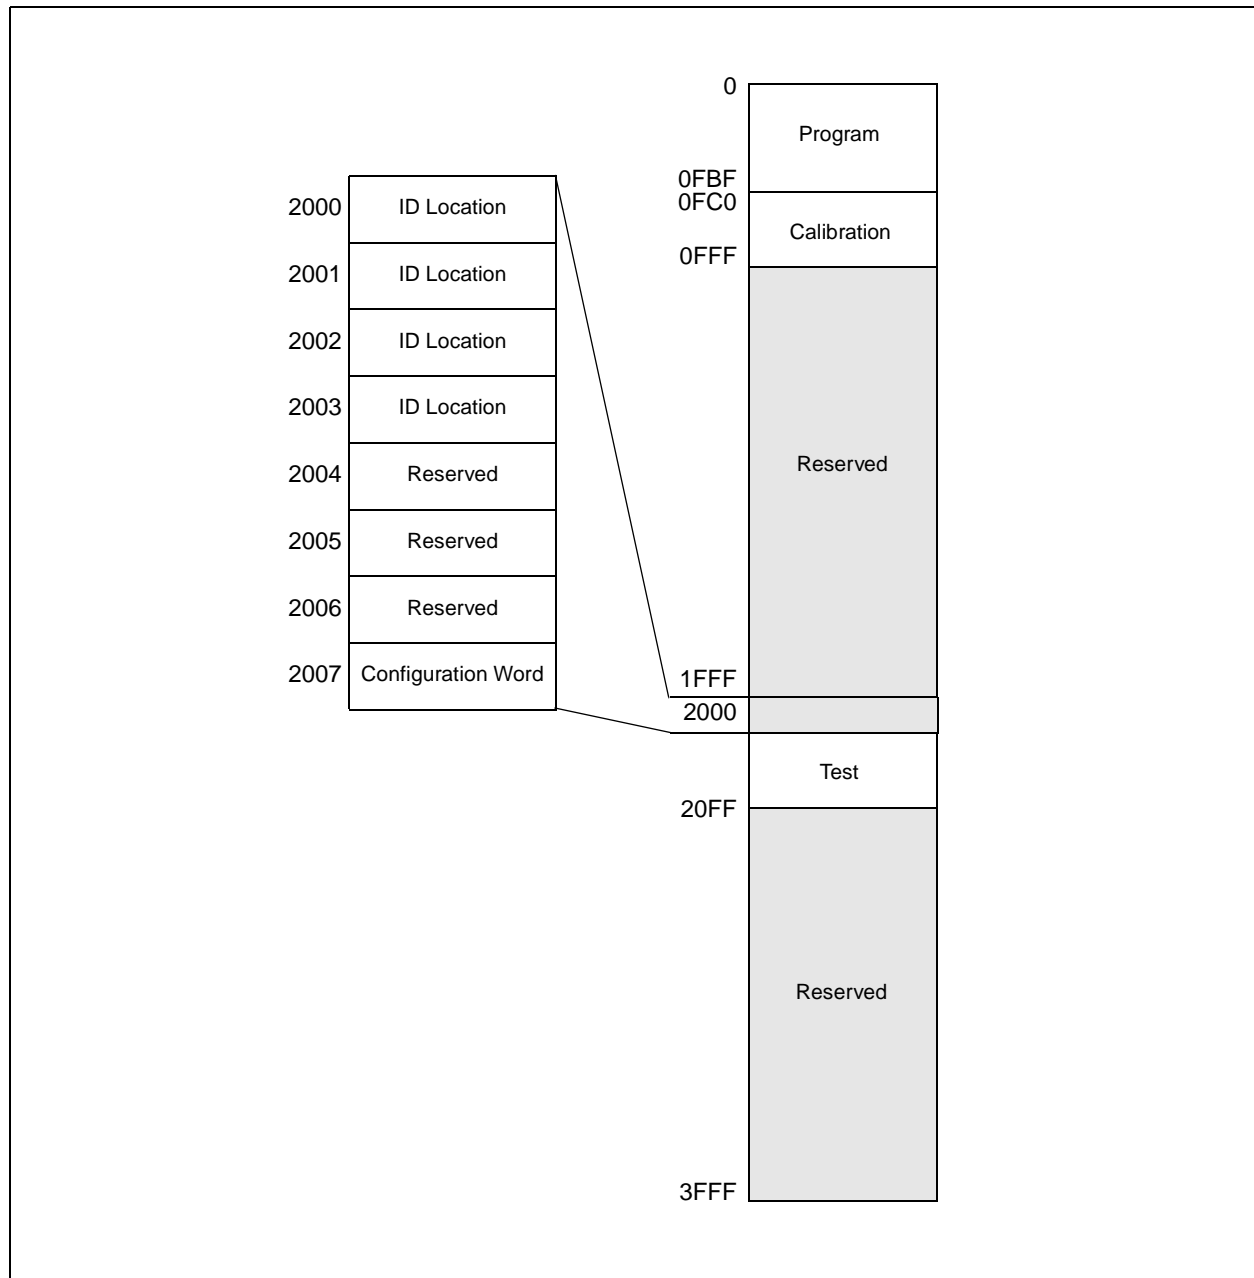 2000 ID Location
2001 ID Location
2002 ID Location
2003 ID Location
2004 Reserved
2005 Reserved
2006 Reserved
2007 Configuration Word
0
Program
0FBF
0FC0
Calibration
0FFF
Reserved
1FFF
2000
Test
20FF
Reserved
3FFF